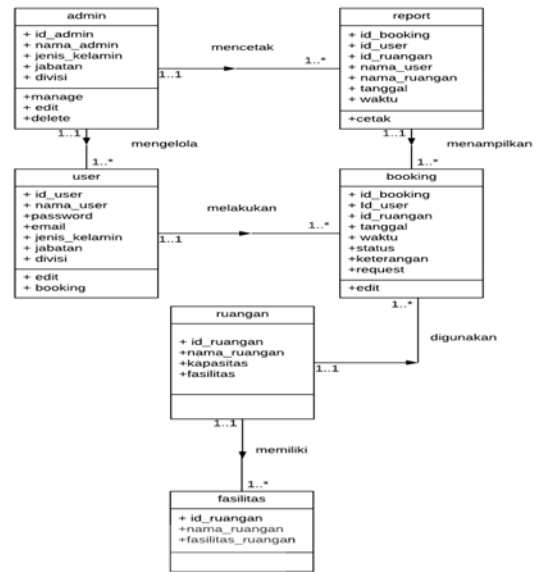 admin
+ id_admin
+ nama_admin
+ jenis_kelamin
+ jabatan
+ divisi
+manage
+ edit
+delete
mencetak
1..1
1..*
report
+ id_booking
+ id_user
+ id_ruangan
+ nama_user
+ nama_ruangan
+ tanggal
+ waktu
+cetak
1..1
mengelola
1..*
1..1
menampilkan
1..*
user
+ id_user
+ nama_user
+password
+email
+ jenis_kelamin
+ jabatan
+ divisi
+ edit
+ booking
melakukan
1..1
1..*
booking
+ id_booking
+ Id_user
+ id_ruangan
+ tanggal
+ waktu
+status
+keterangan
+request
+edit
1..*
digunakan
1..1
ruangan
+ id_ruangan
+nama_ruangan
+kapasitas
+fasilitas
1..1
memiliki
1..*
fasilitas
+ id_ruangan
+nama_ruangan
+fasilitas_ruangan